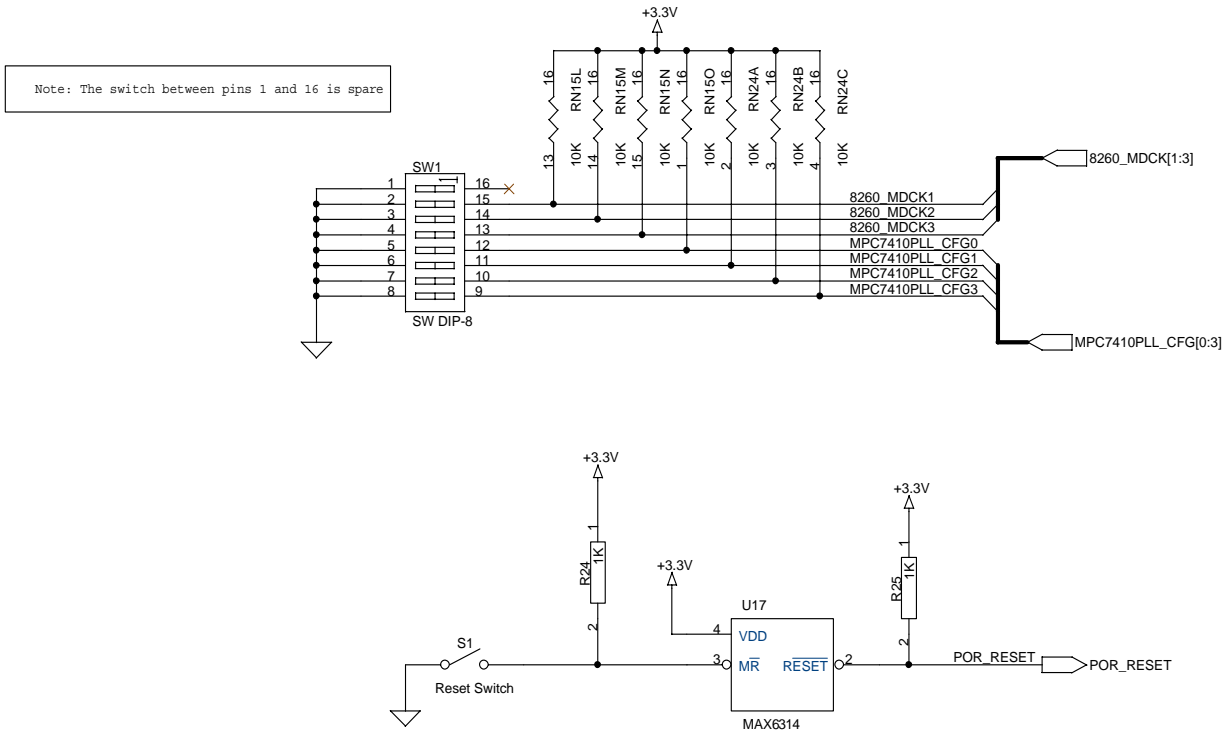 +3.3V
Note: The switch between pins 1 and 16 is spare
16 16 16 16 16 16 16
RN15L RN15M RN15N RN15O RN24A RN24B RN24C
10K 10K 10K 10K 10K 10K 10K
13 14 15 1 2 3 4
8260_MDCK[1:3]
SW1
1 16
2 15 8260_MDCK1
3 14 8260_MDCK2
4 13 8260_MDCK3
5 12 MPC7410PLL_CFG0
6 11 MPC7410PLL_CFG1
7 10 MPC7410PLL_CFG2
8 9 MPC7410PLL_CFG3
SW DIP-8
MPC7410PLL_CFG[0:3]
+3.3V
+3.3V
1
R24 1K
2
+3.3V
1
R25 1K
2
U17
4 VDD
S1
3 MR RESET 2
POR_RESET POR_RESET
Reset Switch
MAX6314